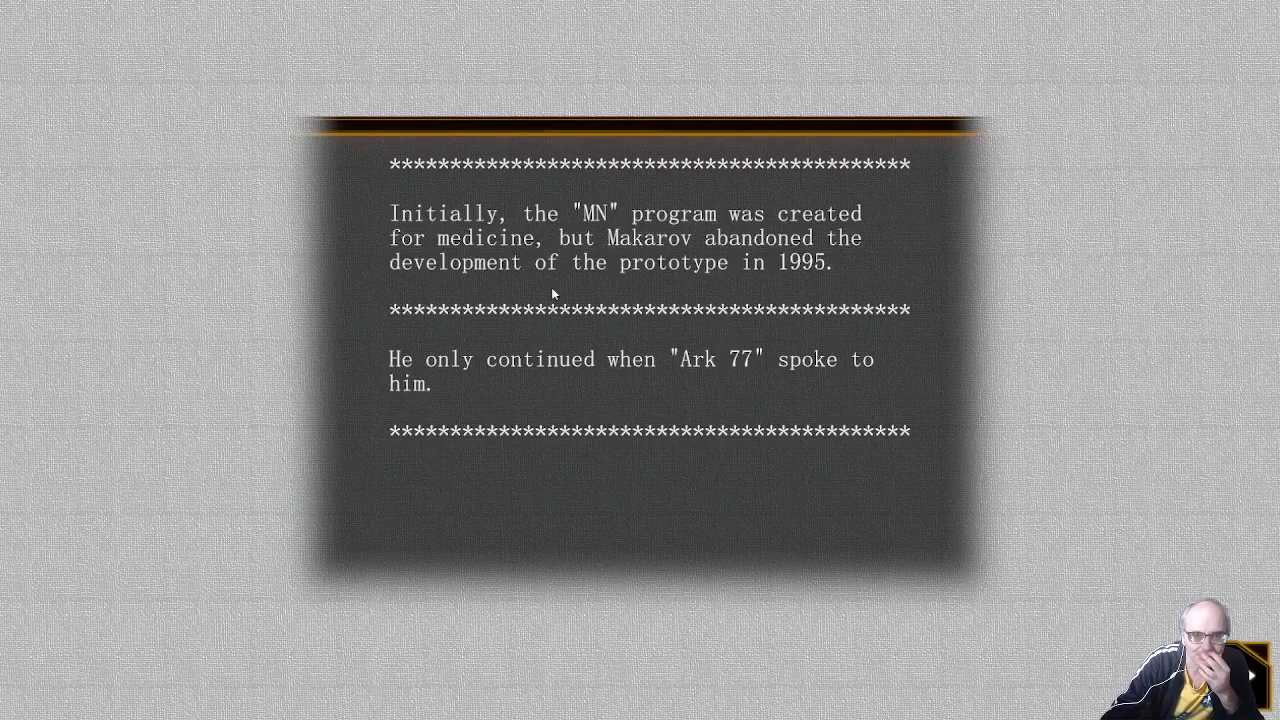 *******************************************
Initially, the "MN" program was created
for medicine, but Makarov abandoned the
development of the prototype in 1995.
*******************************************
He only continued when "Ark 77" spoke to
him.
*******************************************